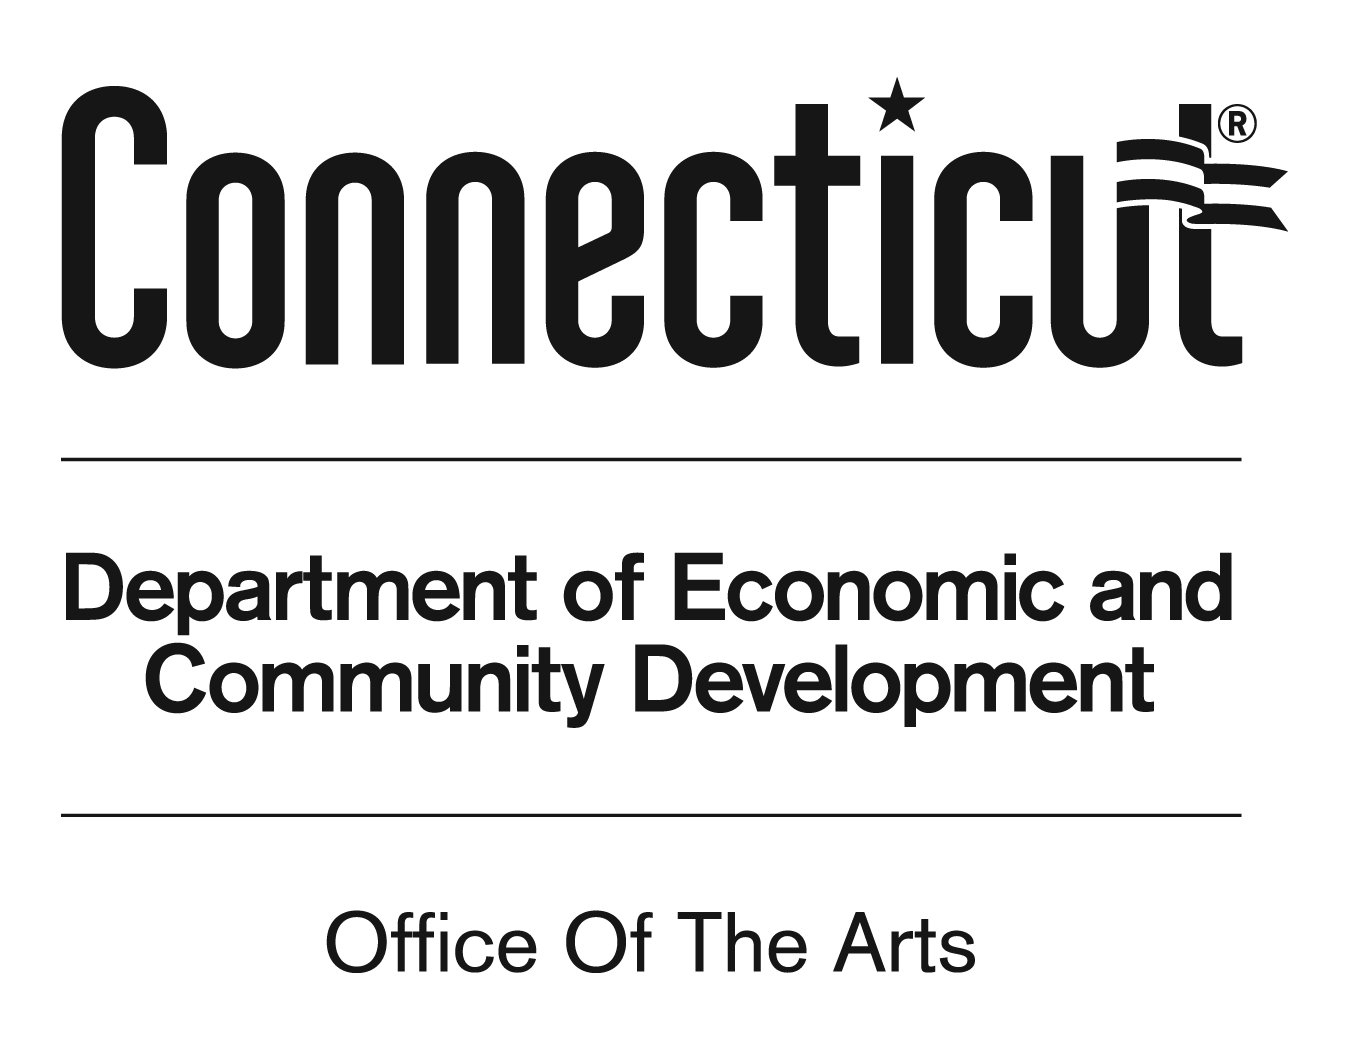 Connecticut®
Department of Economic and
Community Development
Office Of The Arts